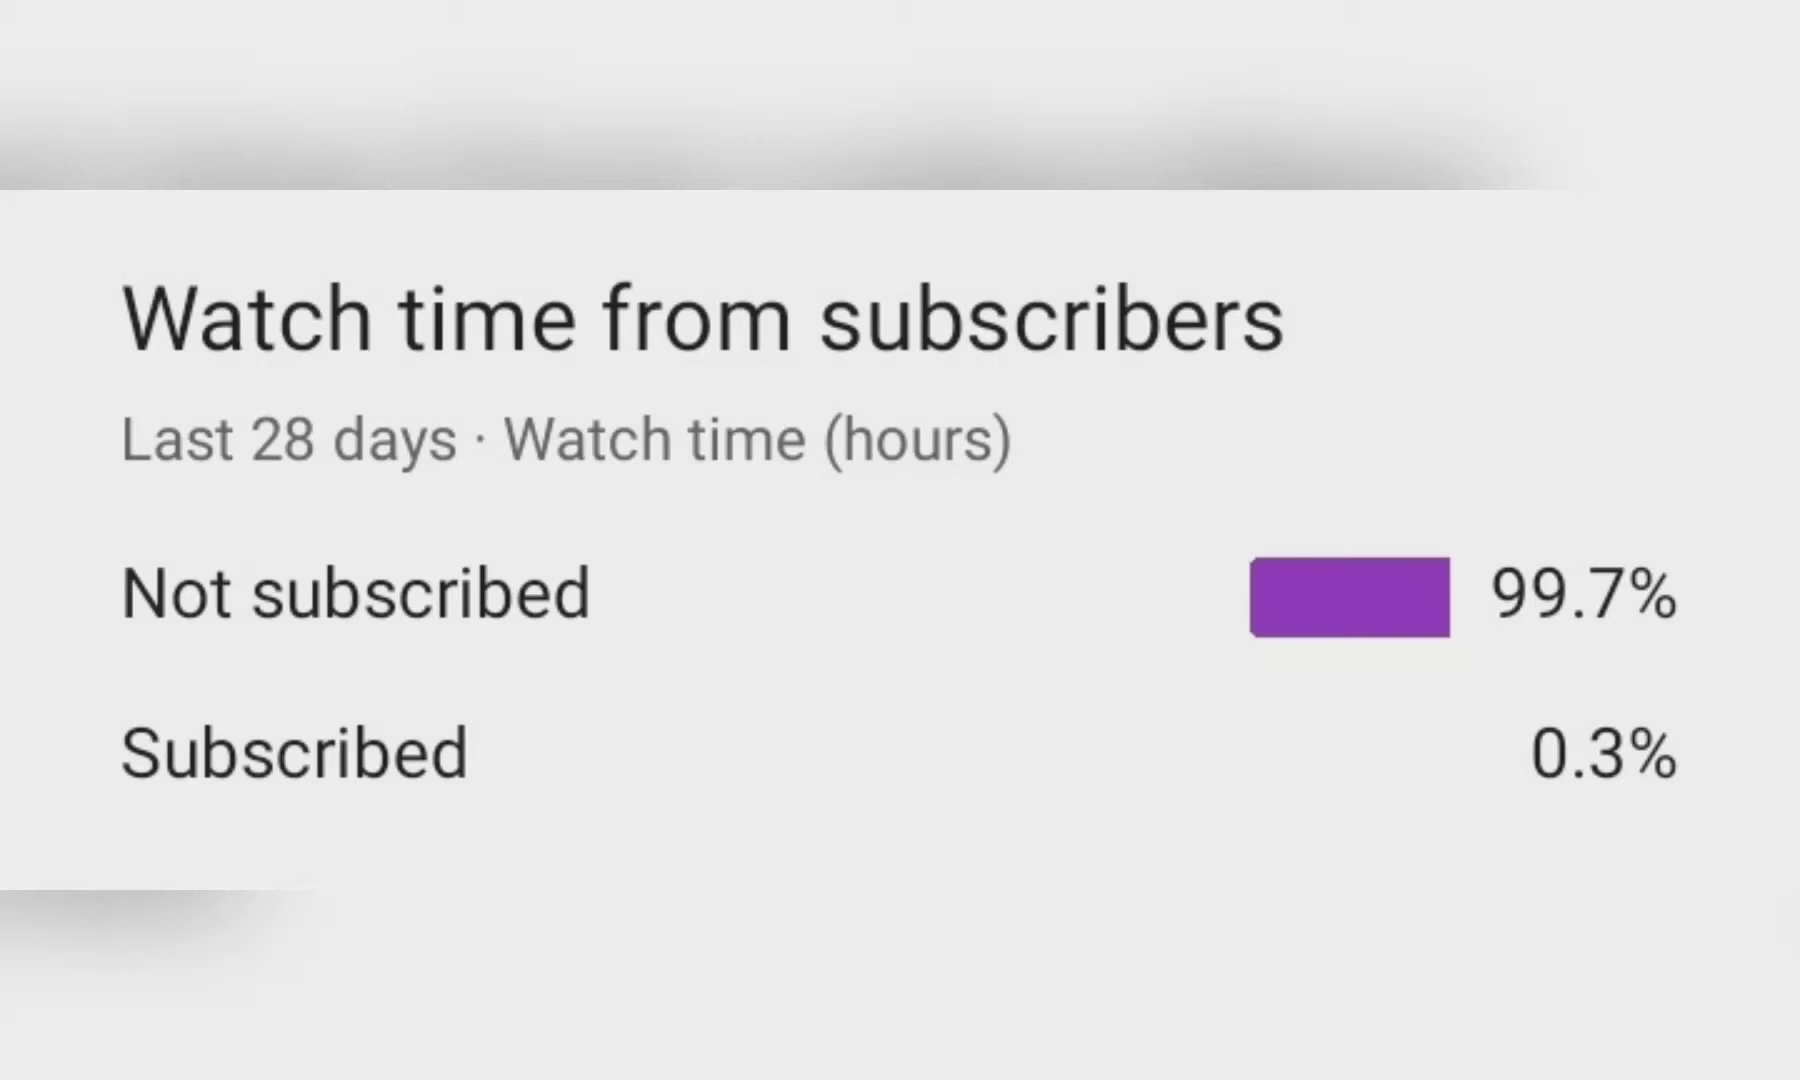 Watch time from subscribers
Last 28 days · Watch time (hours)
Not subscribed 99.7%
Subscribed 0.3%